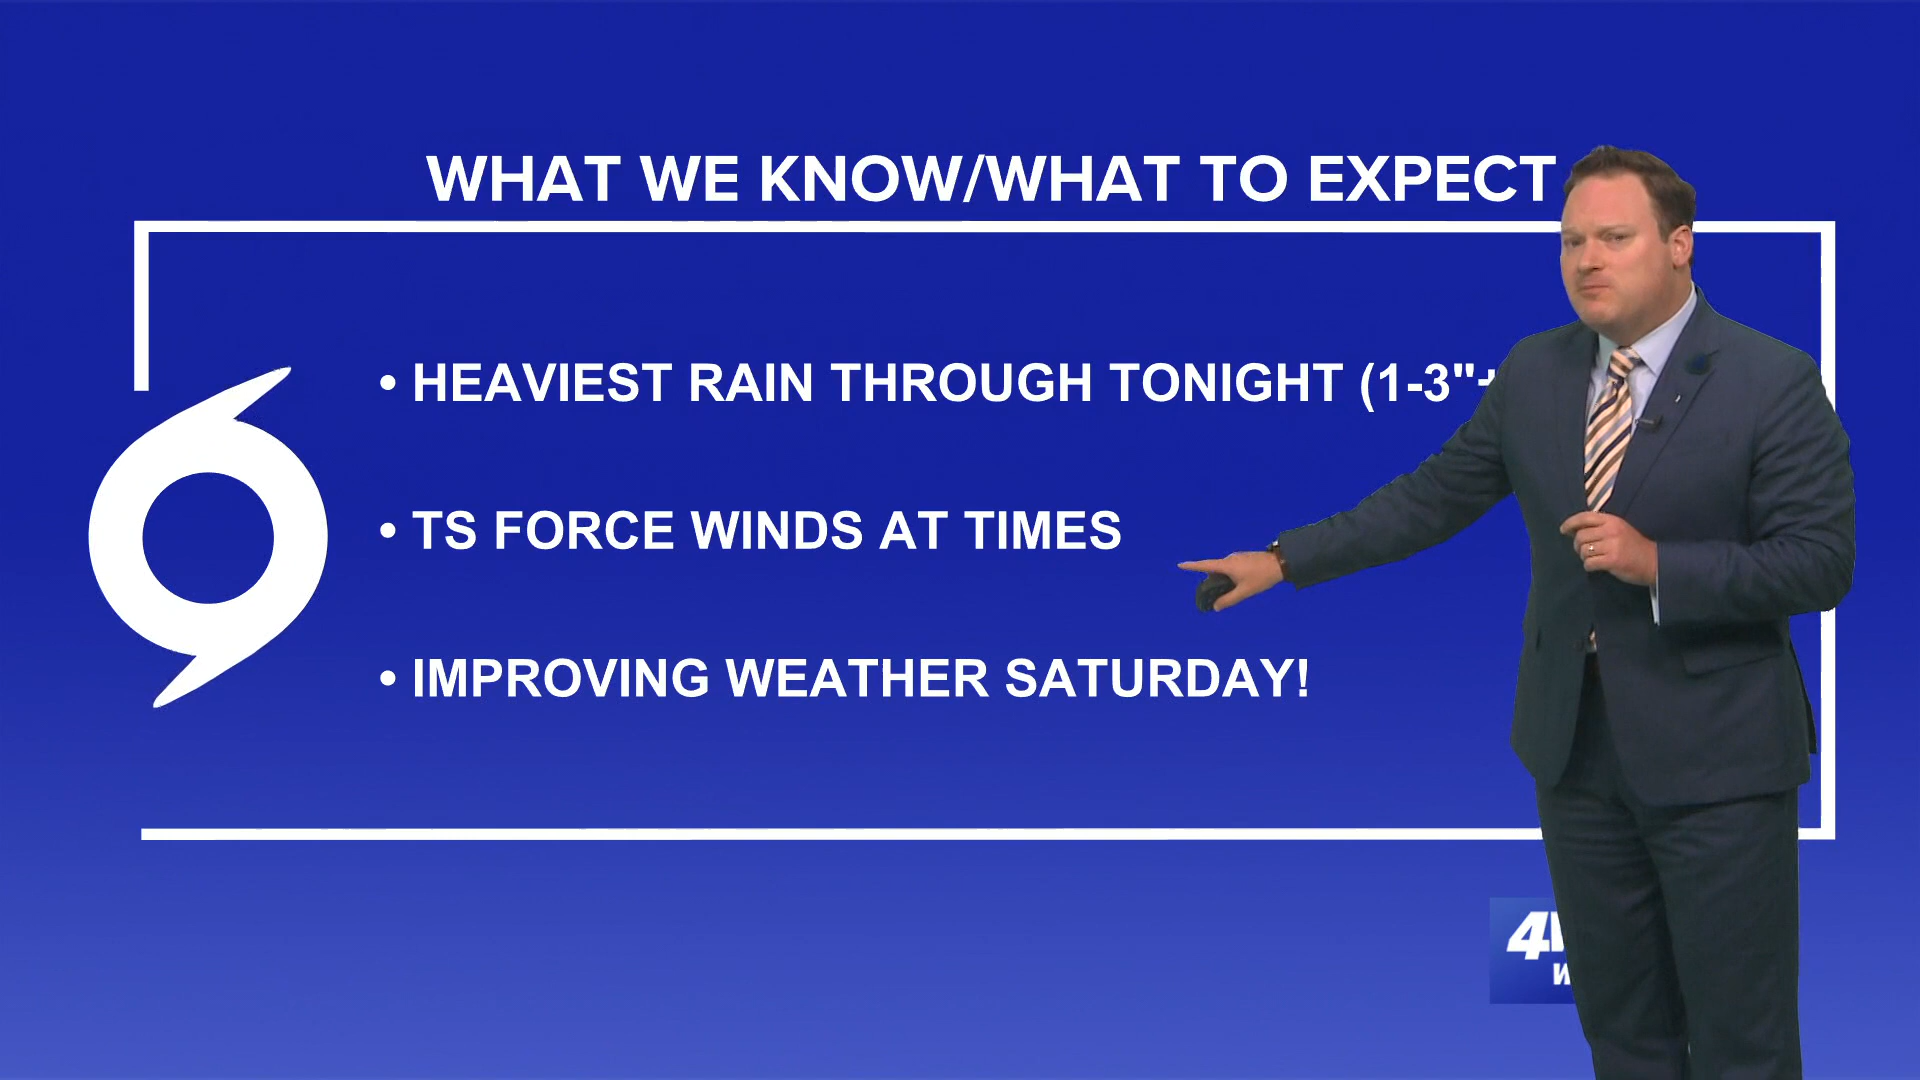 WHAT WE KNOW/WHAT TO EXPECT
• HEAVIEST RAIN THROUGH TONIGHT (1-3"+
• TS FORCE WINDS AT TIMES
• IMPROVING WEATHER SATURDAY!
4